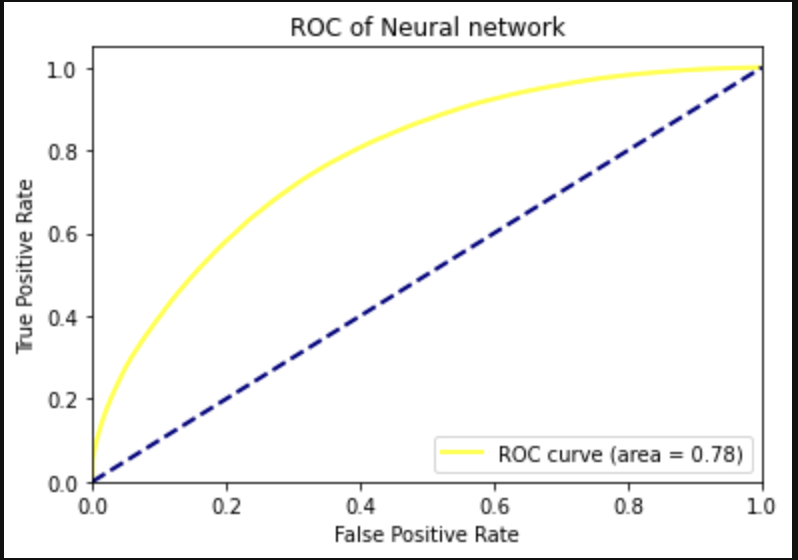 ROC of Neural network
1.0
0.8
0.6
0.4
0.2
0.0
True Positive Rate
ROC curve (area = 0.78)
0.0 0.2 0.4 0.6 0.8 1.0
False Positive Rate